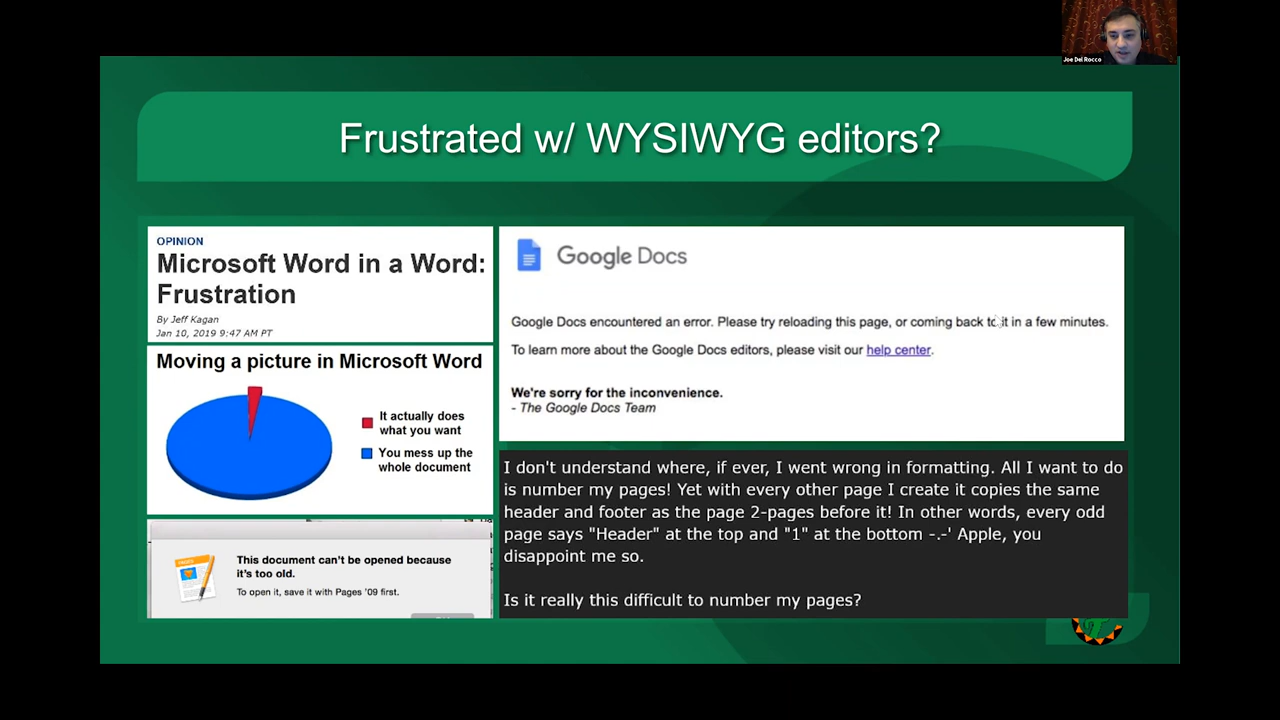 Joe Del Rocco
Frustrated w/ WYSIWYG editors?
OPINION
Microsoft Word in a Word:
Frustration
By Jeff Kagan
Jan 10, 2019 9:47 AM PT
Moving a picture in Microsoft Word
It actually does
what you want
You mess up the
whole document
This document can't be opened because
it's too old.
To open it, save it with Pages '09 first.
Google Docs
Google Docs encountered an error. Please try reloading this page, or coming back to it in a few minutes.
To learn more about the Google Docs editors, please visit our help center.
We're sorry for the inconvenience.
- The Google Docs Team
I don't understand where, if ever, I went wrong in formatting. All I want to do
is number my pages! Yet with every other page I create it copies the same
header and footer as the page 2-pages before it! In other words, every odd
page says "Header" at the top and "1" at the bottom -.-' Apple, you
disappoint me so.
Is it really this difficult to number my pages?